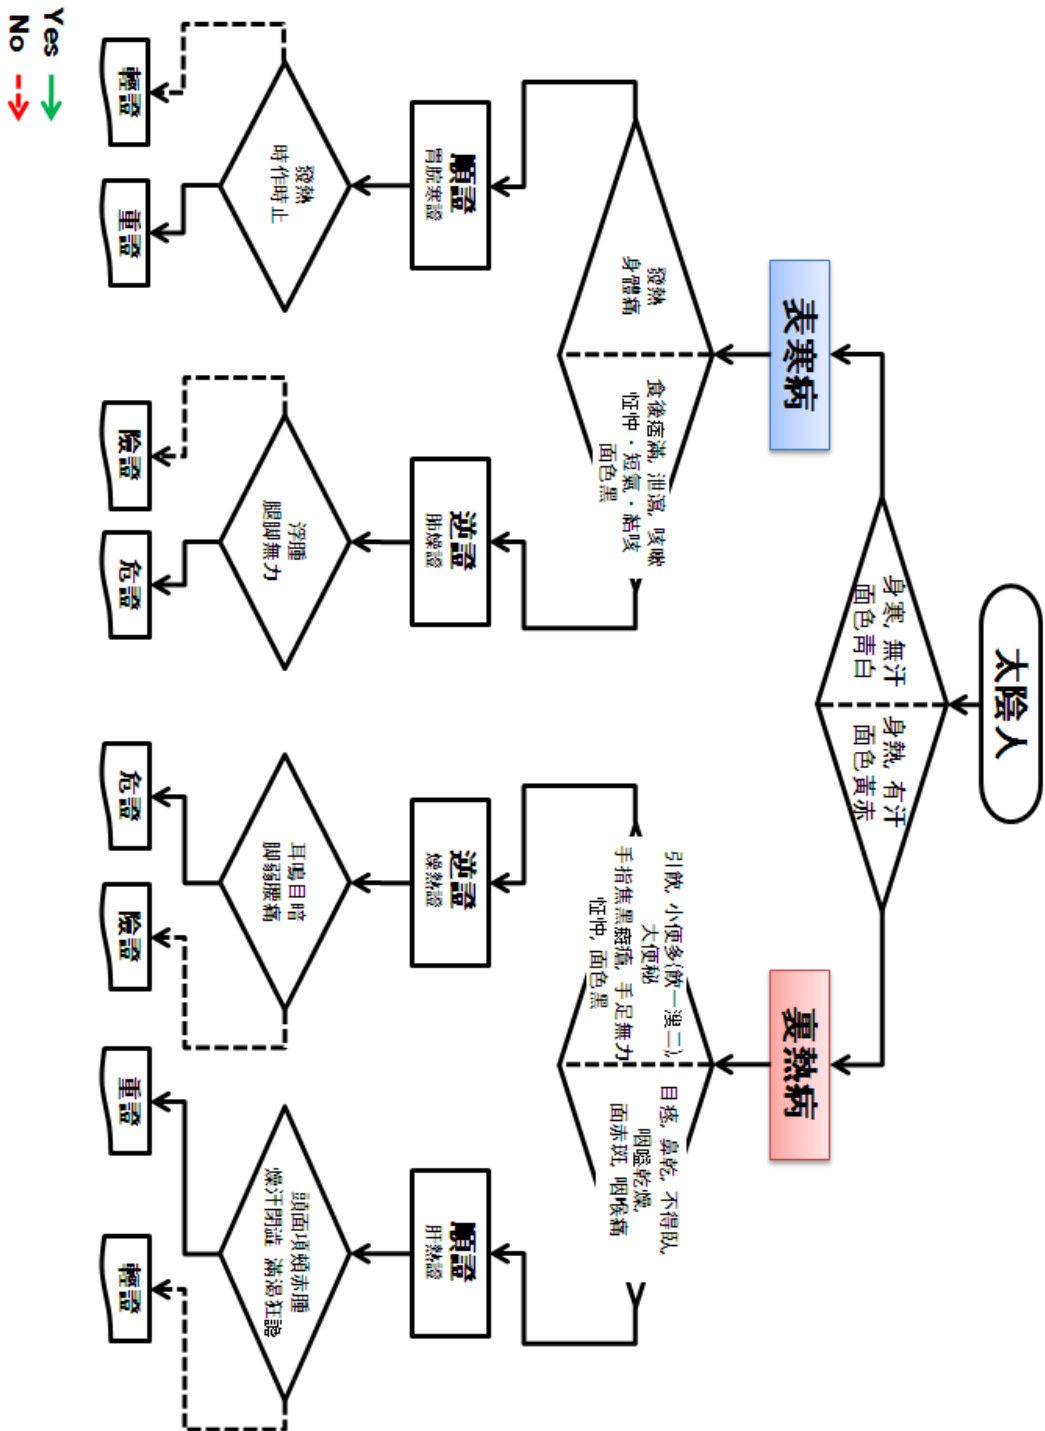 太陰人
身寒, 無汗
面色靑白
身熱, 有汗
面色黃赤
表寒病
裏熱病
發熱
身體痛
食後痞滿, 泄瀉, 咳嗽
怔忡・短氣・結咳
面色黑
引飮, 小便多(飮一溲二),
大便秘
手指焦黑癍瘡, 手足無力
怔忡, 面色黑
目疼, 鼻乾, 不得臥,
咽嗌乾燥,
面赤斑, 咽喉痛
順證
胃脘寒證
逆證
肺燥證
逆證
燥熱證
順證
肝熱證
發熱
時作時止
浮腫
腿脚無力
耳鳴目暗
脚弱腰痛
頭面項頰赤腫
燥汗閉澁 滿渴狂譫
輕證
重證
險證
危證
危證
險證
重證
輕證
Yes
No